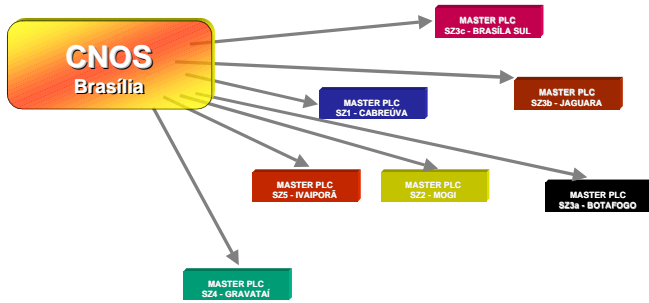 CNOS
Brasília
MASTER PLC
SZ3c - BRASÍLA SUL
MASTER PLC
SZ3b - JAGUARA
MASTER PLC
SZ1 - CABREÚVA
MASTER PLC
SZ5 - IVAIPORÃ
MASTER PLC
SZ2 - MOGI
MASTER PLC
SZ3a - BOTAFOGO
MASTER PLC
SZ4 - GRAVATAÍ